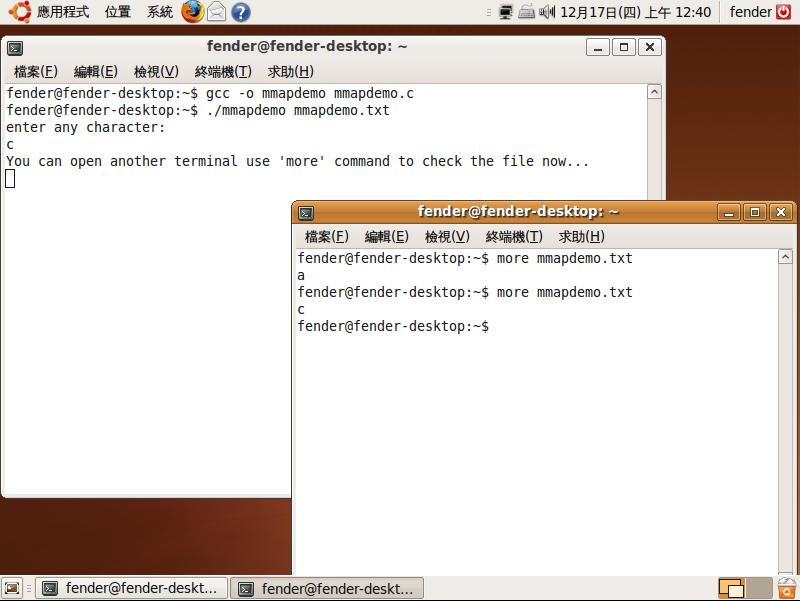 應用程式 位置 系統 12月17日(四) 上午 12:40 fender
fender@fender-desktop: ~
檔案(F) 編輯(E) 檢視(V) 終端機(T) 求助(H)
fender@fender-desktop:~$ gcc -o mmapdemo mmapdemo.c
fender@fender-desktop:~$ ./mmapdemo mmapdemo.txt
enter any character:
c
You can open another terminal use 'more' command to check the file now...
fender@fender-desktop: ~
檔案(F) 編輯(E) 檢視(V) 終端機(T) 求助(H)
fender@fender-desktop:~$ more mmapdemo.txt
a
fender@fender-desktop:~$ more mmapdemo.txt
c
fender@fender-desktop:~$
fender@fender-deskt... fender@fender-deskt...